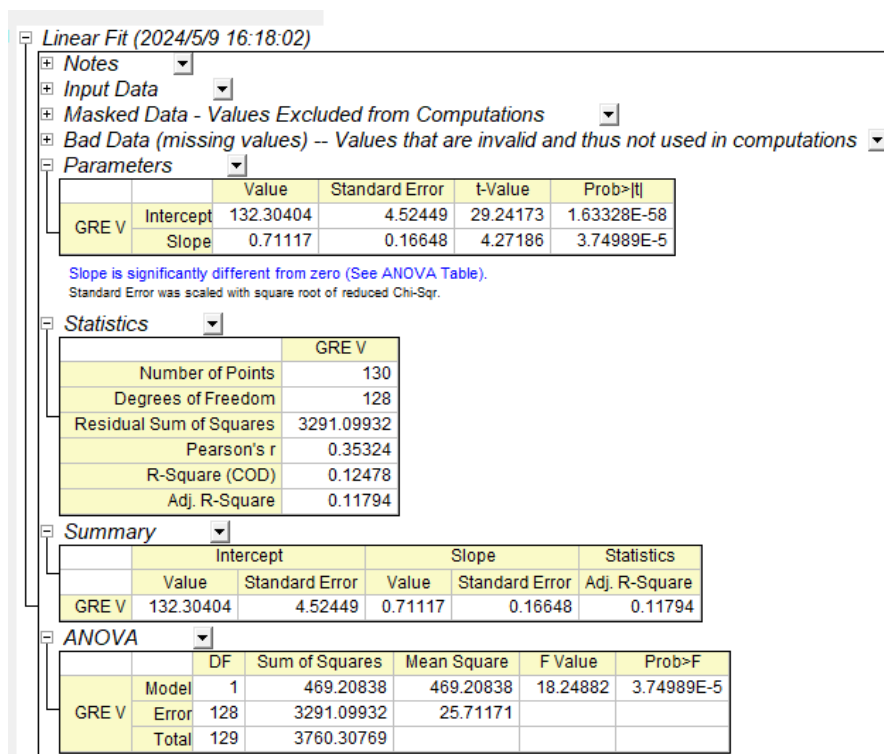 Linear Fit (2024/5/9 16:18:02)
Notes
Input Data
Masked Data - Values Excluded from Computations
Bad Data (missing values) -- Values that are invalid and thus not used in computations
Parameters
Value Standard Error t-Value Prob>|t|
GRE V Intercept 132.30404 4.52449 29.24173 1.63328E-58
Slope 0.71117 0.16648 4.27186 3.74989E-5
Slope is significantly different from zero (See ANOVA Table).
Standard Error was scaled with square root of reduced Chi-Sqr.
Statistics
GRE V
Number of Points 130
Degrees of Freedom 128
Residual Sum of Squares 3291.09932
Pearson's r 0.35324
R-Square (COD) 0.12478
Adj. R-Square 0.11794
Summary
Intercept Slope Statistics
Value Standard Error Value Standard Error Adj. R-Square
GRE V 132.30404 4.52449 0.71117 0.16648 0.11794
ANOVA
DF Sum of Squares Mean Square F Value Prob>F
GRE V Model 1 469.20838 469.20838 18.24882 3.74989E-5
Error 128 3291.09932 25.71171
Total 129 3760.30769